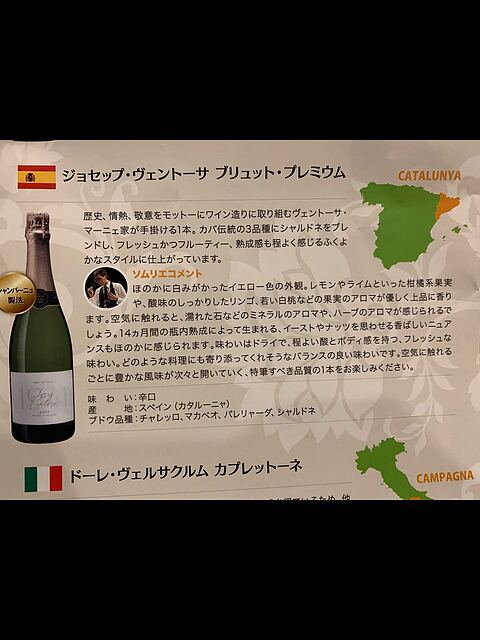 ジョセップ・ヴェントーサ ブリュット・プレミウム
CATALUNYA
歴史、情熱、敬意をモットーにワイン造りに取り組むヴェントーサ・
マーニェ家が手掛ける1本。カバ伝統の3品種にシャルドネをブレ
ンドし、フレッシュかつフルーティー、熟成感も程よく感じるふくよ
かなスタイルに仕上がっています。
シャンパーニュ
製法
ソムリエコメント
ほのかに白みがかったイエロー色の外観。レモンやライムといった柑橘系果実
や、酸味のしっかりしたリンゴ、若い白桃などの果実のアロマが優しく上品に香り
ます。空気に触れると、濡れた石などのミネラルのアロマや、ハーブのアロマが感じられるで
しょう。14ヵ月間の瓶内熟成によって生まれる、イーストやナッツを思わせる香ばしいニュア
ンスもほのかに感じられます。味わいはドライで、程よい酸とボディ感を持つ、フレッシュな
味わい。どのような料理にも寄り添ってくれそうなバランスの良い味わいです。空気に触れる
ごとに豊かな風味が次々と開いていく、特筆すべき品質の1本をお楽しみください。
味 わ い：辛口
産 地：スペイン（カタルーニャ）
ブドウ品種：チャレッロ、マカベオ、パレリャーダ、シャルドネ
ドーレ・ヴェルサクルム カプレットーネ
CAMPAGNA